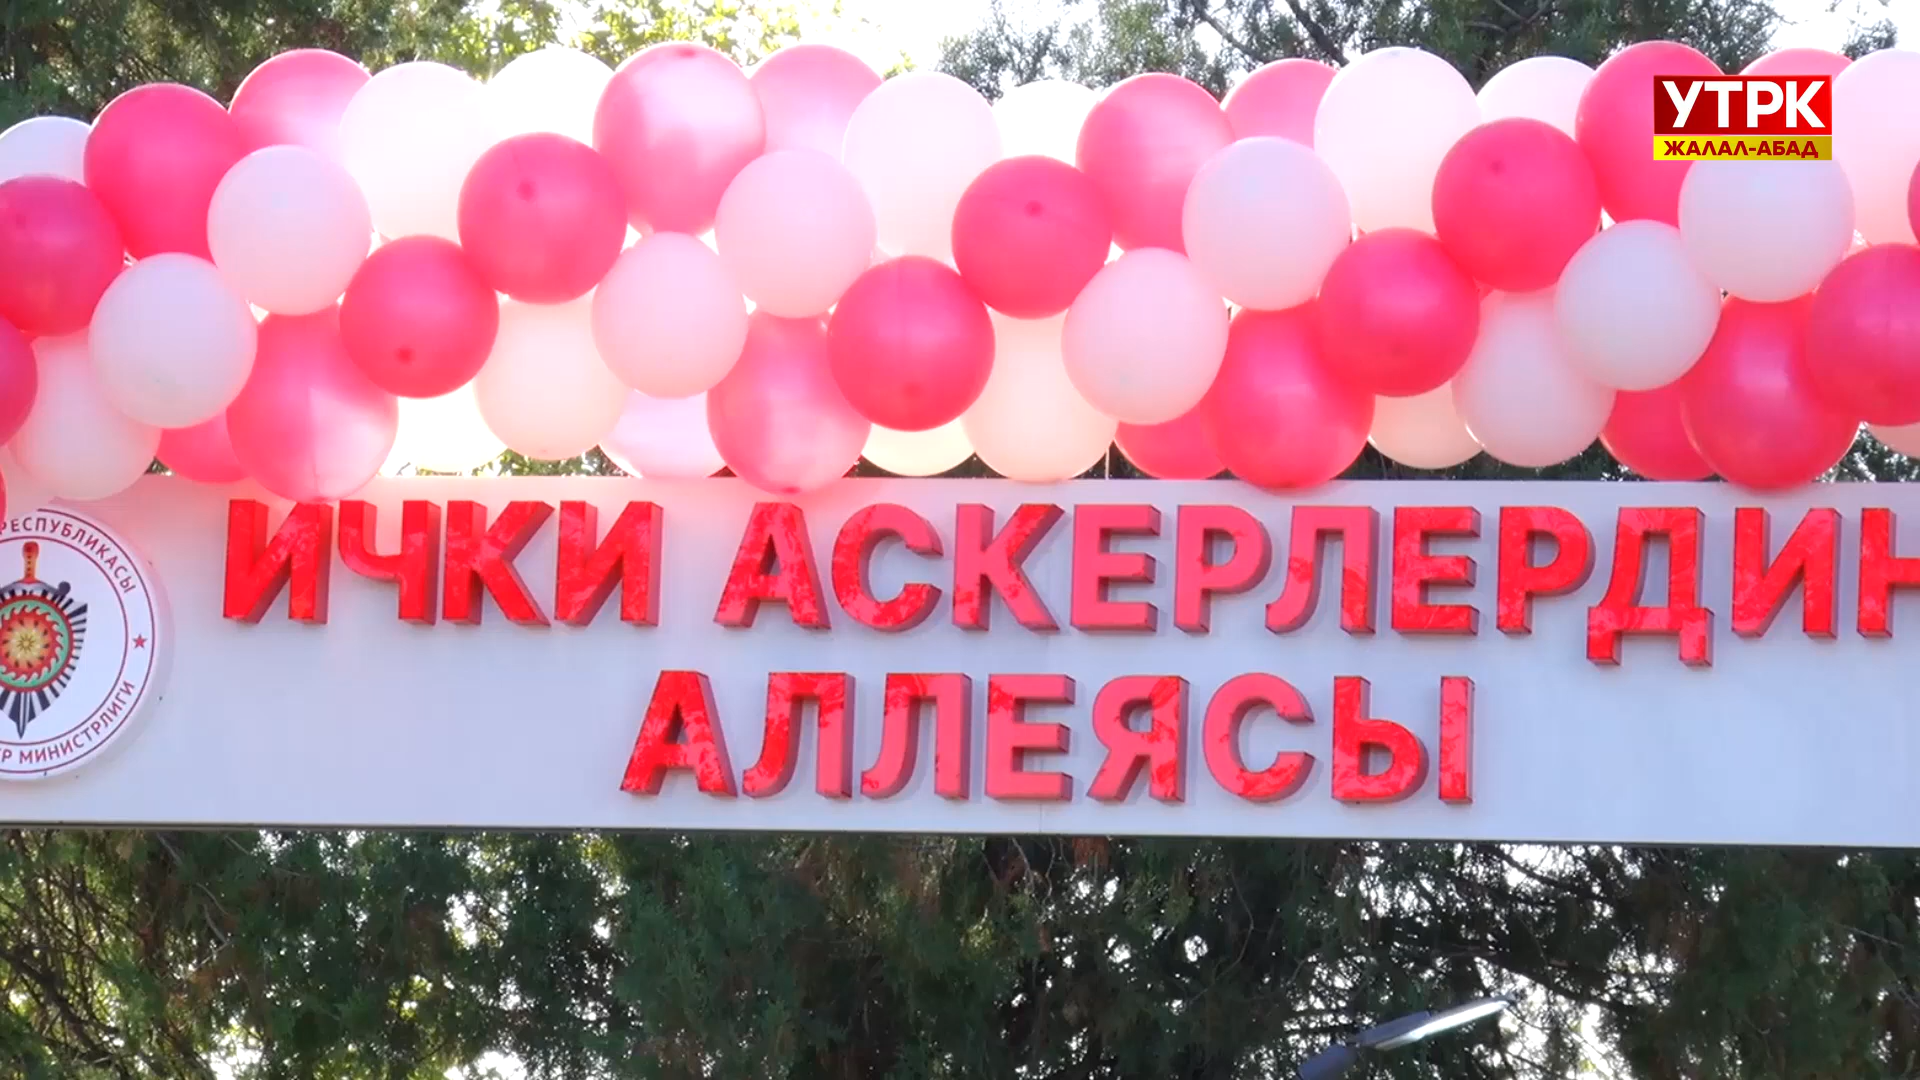 УТРК
ЖАЛАЛ-АБАД
ИЧКИ АСКЕРЛЕРДИН
АЛЛЕЯСЫ
РЕСПУБЛИКАСЫ
МИНИСТРЛИГИ